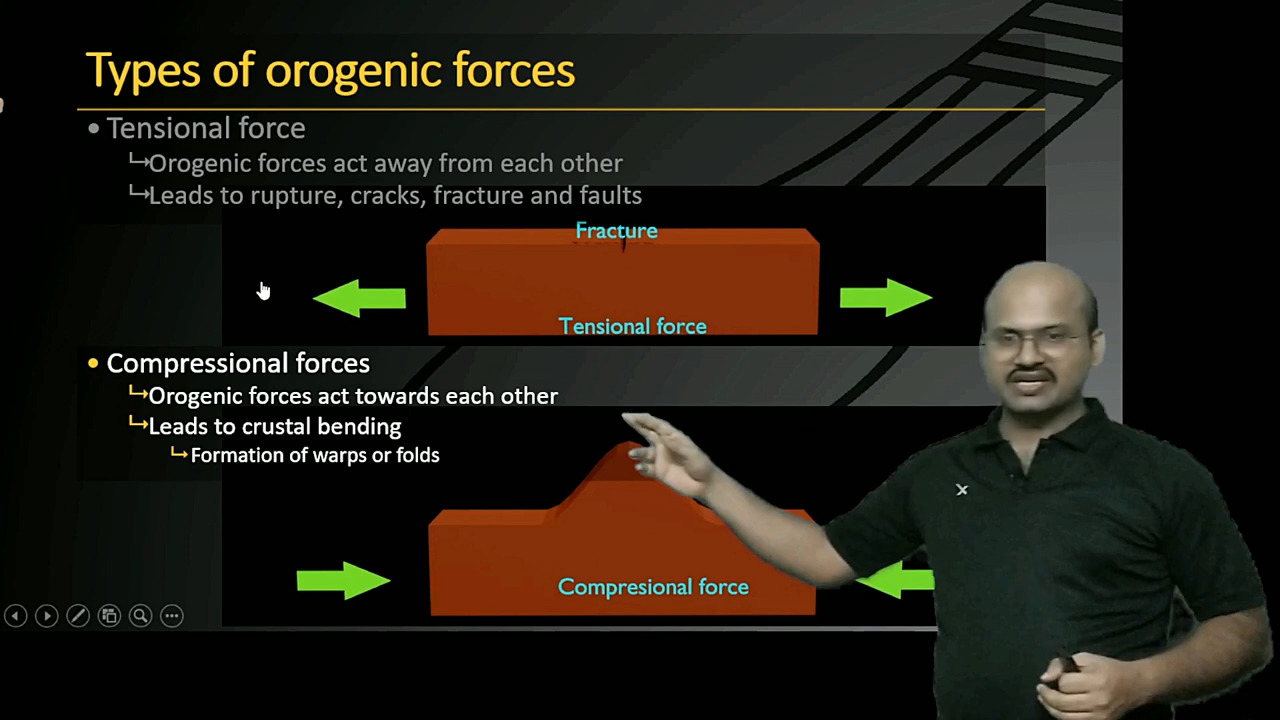 Types of orogenic forces
• Tensional force
↳Orogenic forces act away from each other
↳Leads to rupture, cracks, fracture and faults
Fracture
Tensional force
• Compressional forces
↳Orogenic forces act towards each other
↳Leads to crustal bending
↳Formation of warps or folds
Compresional force